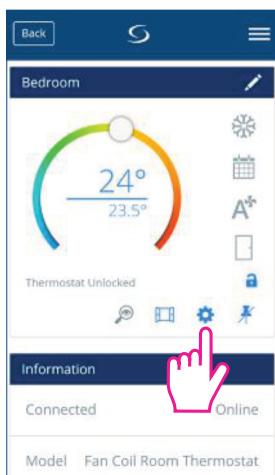 Back
Bedroom
24°
23.5°
A
Thermostat Unlocked
Information
Connected Online
Model Fan Coil Room Thermostat